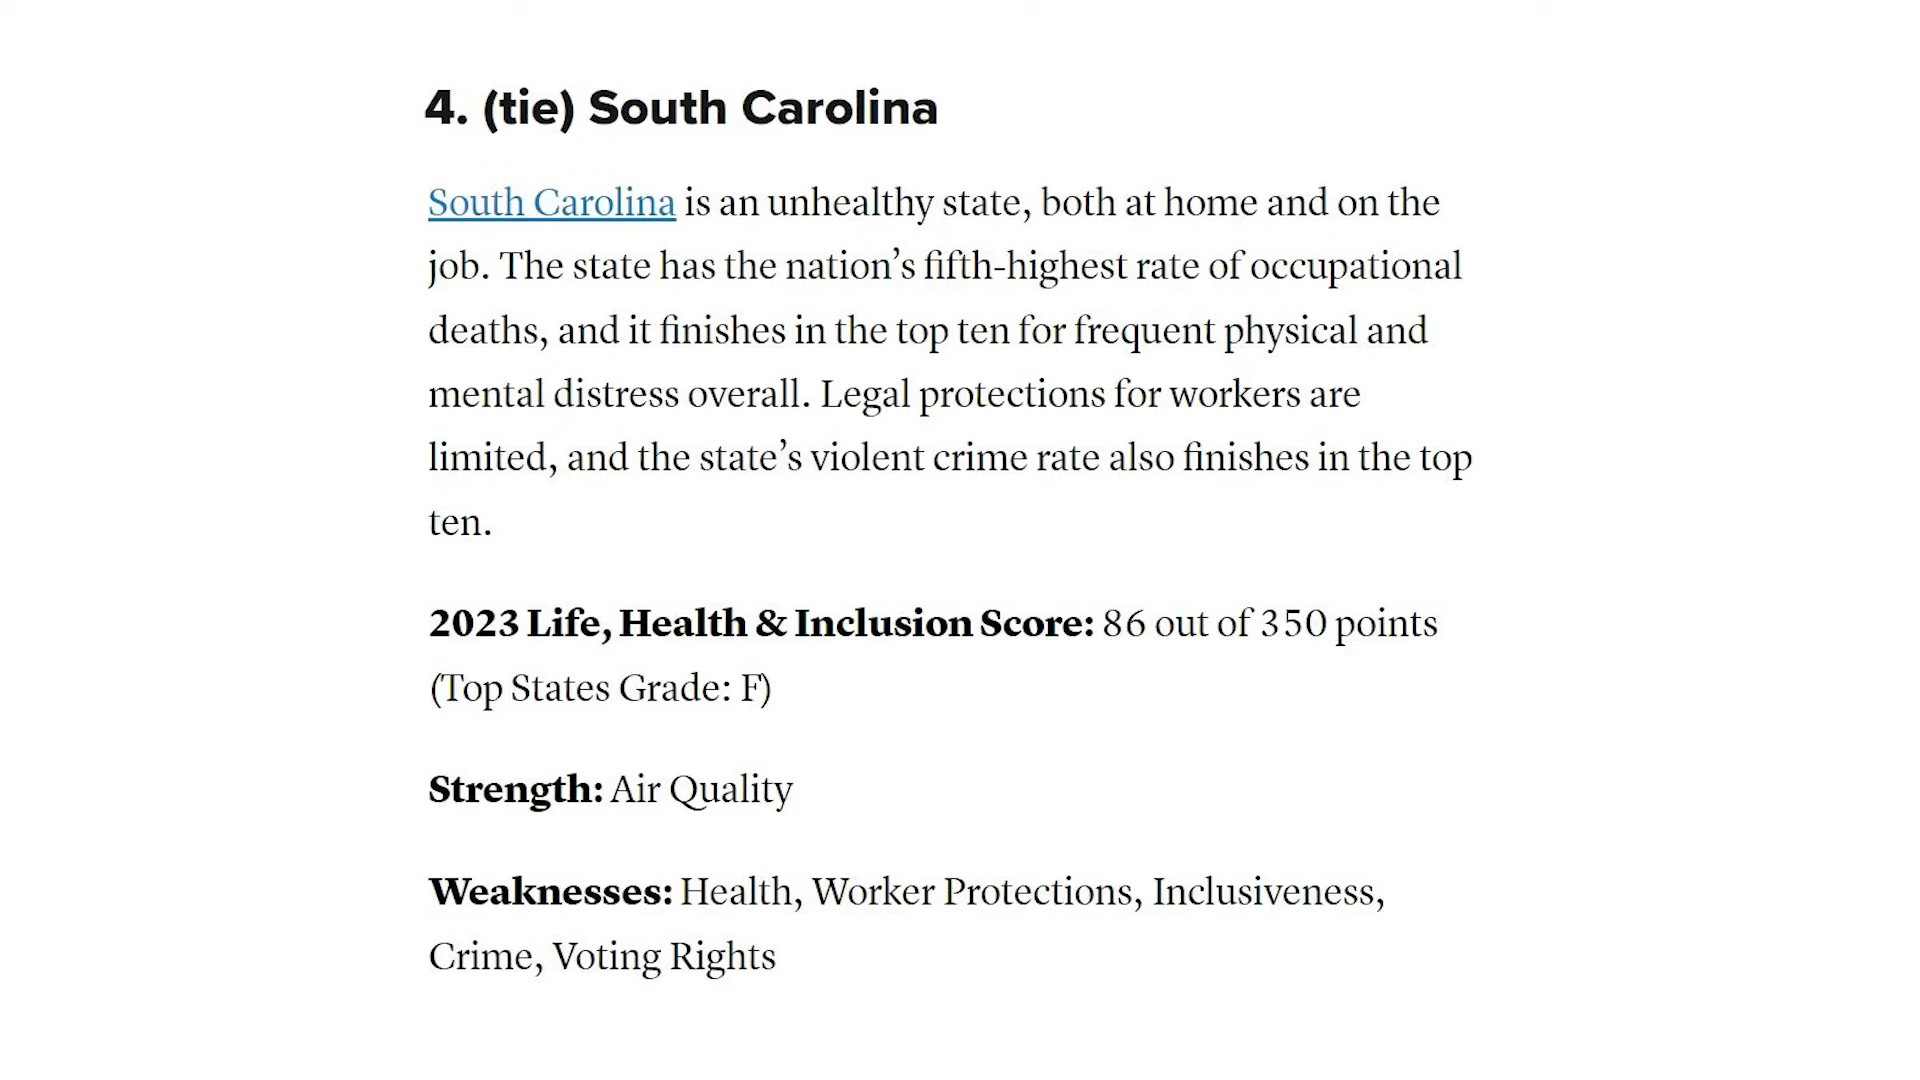 4. (tie) South Carolina
South Carolina is an unhealthy state, both at home and on the
job. The state has the nation’s fifth-highest rate of occupational
deaths, and it finishes in the top ten for frequent physical and
mental distress overall. Legal protections for workers are
limited, and the state’s violent crime rate also finishes in the top
ten.
2023 Life, Health & Inclusion Score: 86 out of 350 points
(Top States Grade: F)
Strength: Air Quality
Weaknesses: Health, Worker Protections, Inclusiveness,
Crime, Voting Rights